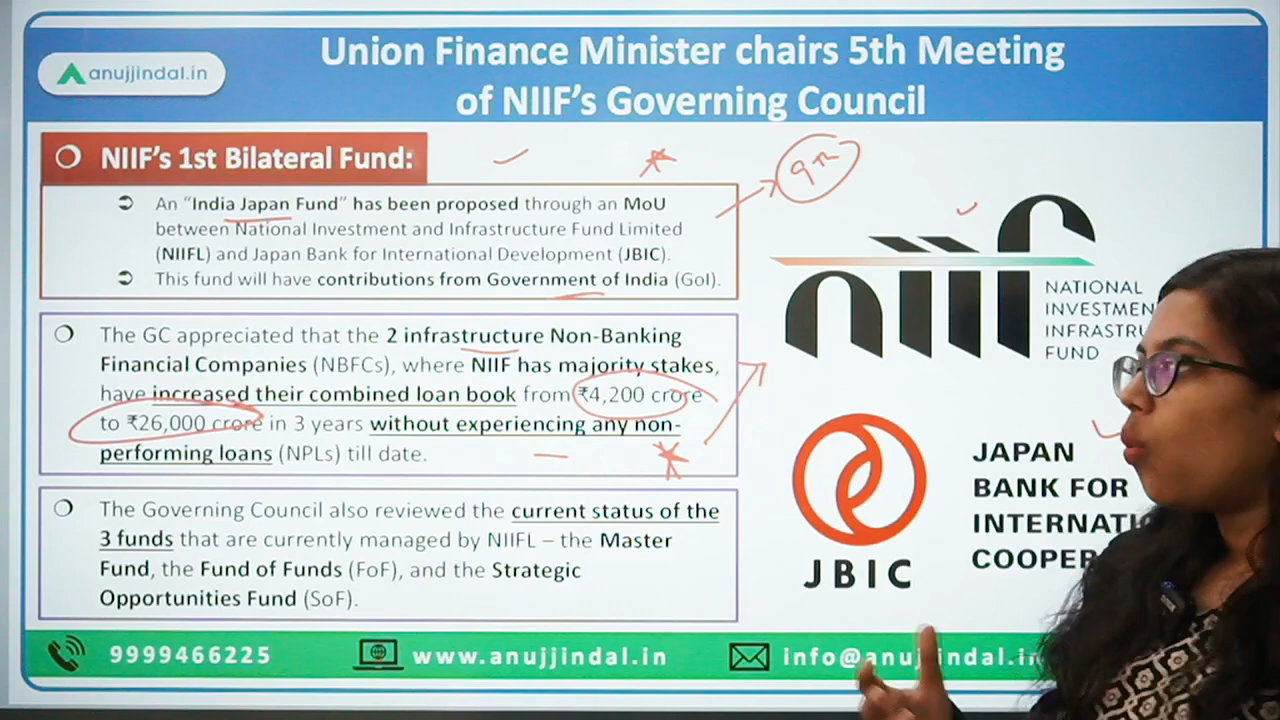 anujjindal.in
Union Finance Minister chairs 5th Meeting
of NIIF's Governing Council
NIIF's 1st Bilateral Fund:
An "India Japan Fund" has been proposed through an MoU
between National Investment and Infrastructure Fund Limited
(NIIFL) and Japan Bank for International Development (JBIC).
This fund will have contributions from Government of India (GoI).
The GC appreciated that the 2 infrastructure Non-Banking
Financial Companies (NBFCs), where NIIF has majority stakes,
have increased their combined loan book from ₹4,200 crore
to ₹26,000 crore in 3 years without experiencing any non-
performing loans (NPLs) till date.
The Governing Council also reviewed the current status of the
3 funds that are currently managed by NIIFL – the Master
Fund, the Fund of Funds (FoF), and the Strategic
Opportunities Fund (SoF).
niif
NATIONAL
INVESTMEN
INFRASTRU
FUND
JBIC
JAPAN
BANK FOR
INTERNATI
COOPER
9999466225
www.anujjindal.in
info@anujjindal.in